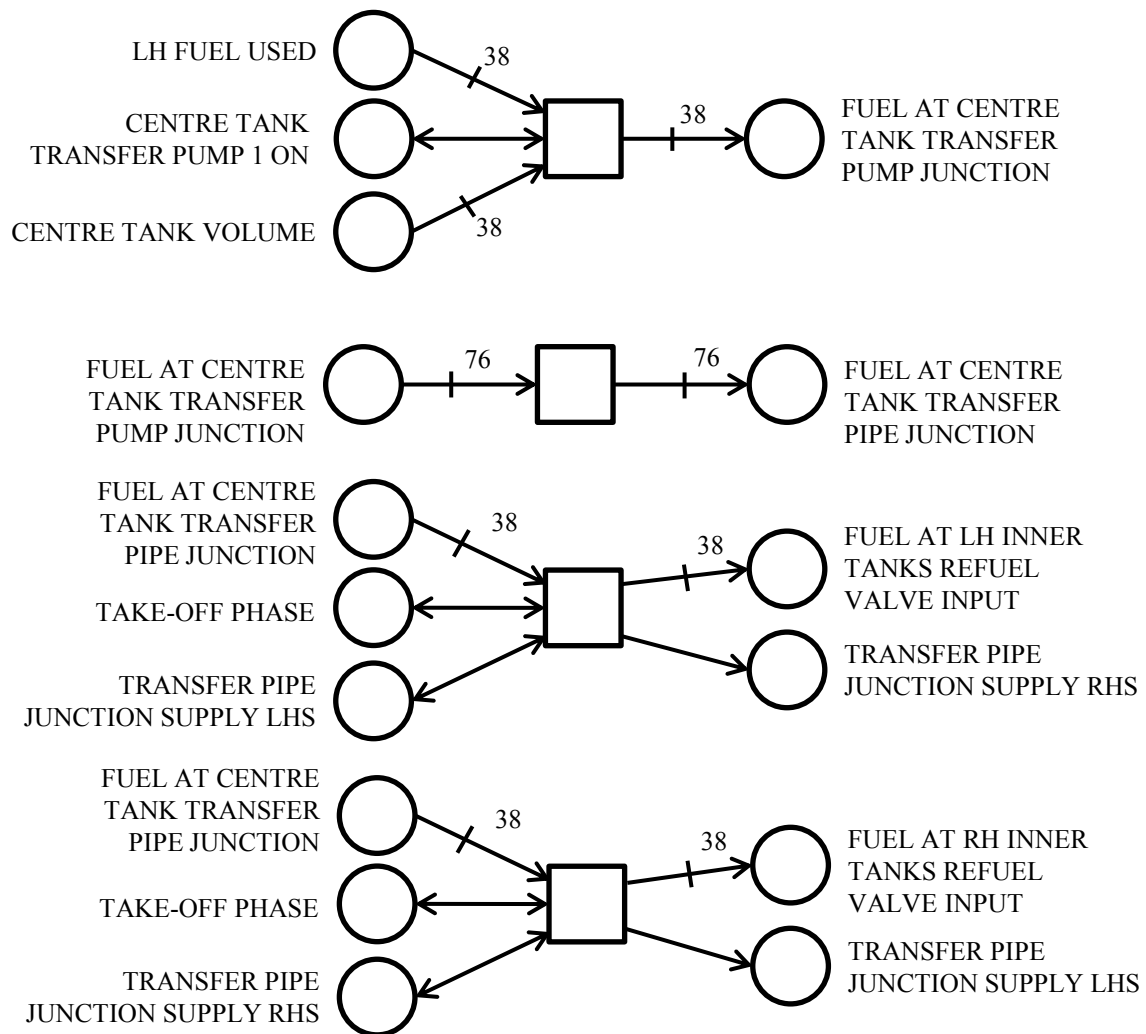 LH FUEL USED
38
CENTRE TANK
TRANSFER PUMP 1 ON
38
FUEL AT CENTRE
TANK TRANSFER
PUMP JUNCTION
CENTRE TANK VOLUME
38
FUEL AT CENTRE
TANK TRANSFER
PUMP JUNCTION
76
76
FUEL AT CENTRE
TANK TRANSFER
PIPE JUNCTION
FUEL AT CENTRE
TANK TRANSFER
PIPE JUNCTION
38
38
FUEL AT LH INNER
TANKS REFUEL
VALVE INPUT
TAKE-OFF PHASE
TRANSFER PIPE
JUNCTION SUPPLY LHS
TRANSFER PIPE
JUNCTION SUPPLY RHS
FUEL AT CENTRE
TANK TRANSFER
PIPE JUNCTION
38
38
FUEL AT RH INNER
TANKS REFUEL
VALVE INPUT
TAKE-OFF PHASE
TRANSFER PIPE
JUNCTION SUPPLY RHS
TRANSFER PIPE
JUNCTION SUPPLY LHS